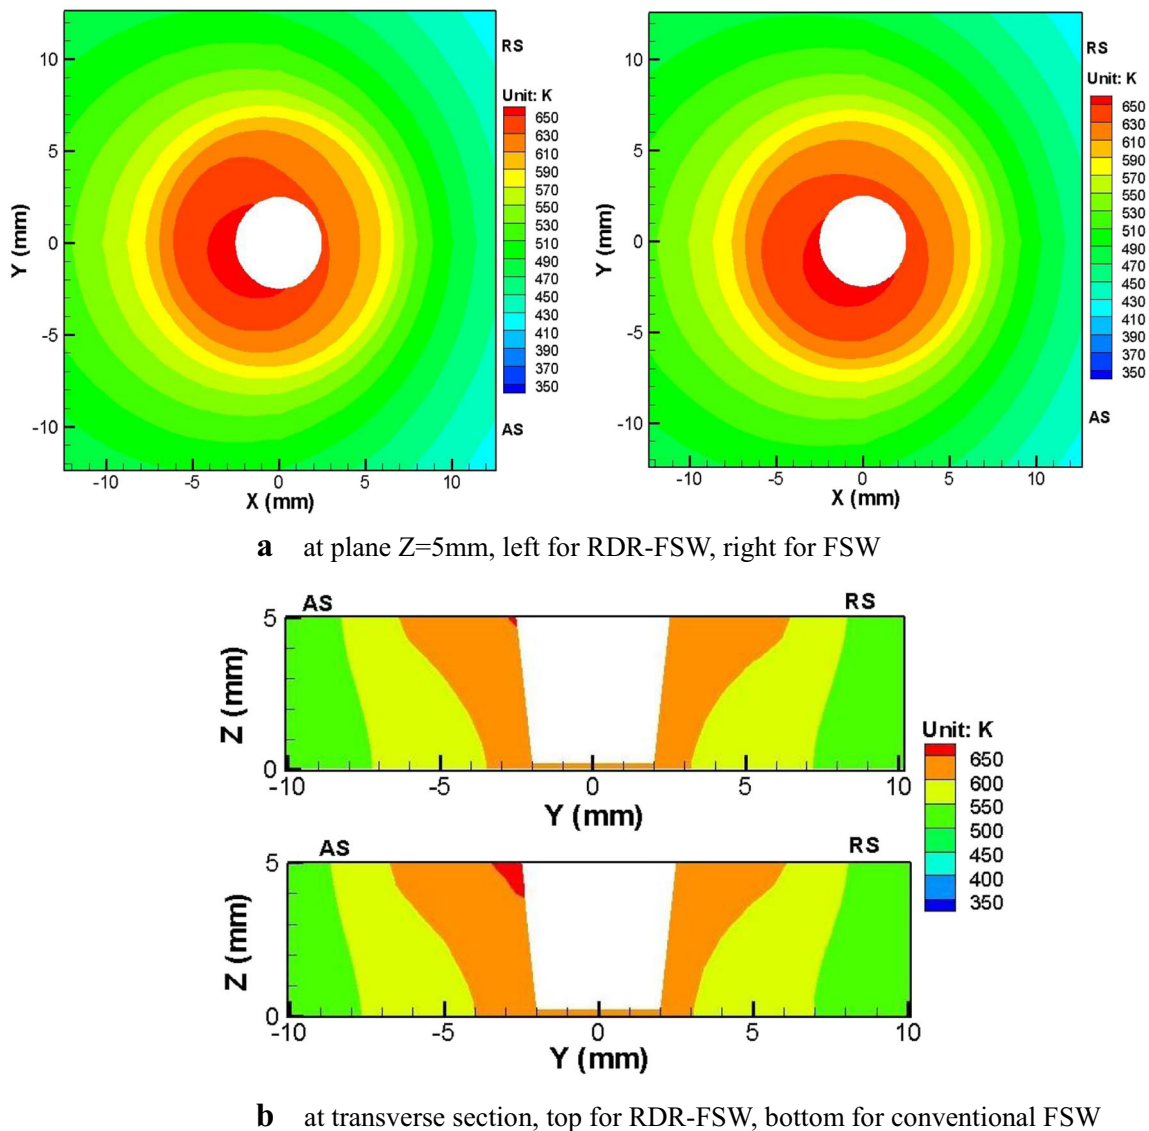 RS
Unit: K
650
630
610
590
570
550
530
510
490
470
450
430
410
390
370
350
AS
10
5
0
-5
-10
Y (mm)
-10 -5 0 5 10
X (mm)
RS
Unit: K
650
630
610
590
570
550
530
510
490
470
450
430
410
390
370
350
AS
10
5
0
-5
-10
Y (mm)
-10 -5 0 5 10
X (mm)
a at plane Z=5mm, left for RDR-FSW, right for FSW
AS RS
5
0
Z (mm)
-10 -5 0 5 10
Y (mm)
Unit: K
650
600
550
500
450
400
350
AS RS
5
0
Z (mm)
-10 -5 0 5 10
Y (mm)
b at transverse section, top for RDR-FSW, bottom for conventional FSW